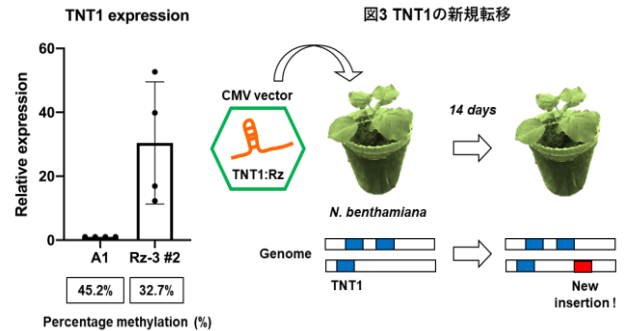 TNT1 expression
Relative expression
60
40
20
0
A1
Rz-3 #2
45.2%
32.7%
Percentage methylation (%)
図3 TNT1の新規転移
CMV vector
TNT1:Rz
14 days
N. benthamiana
Genome
TNT1
New
insertion !